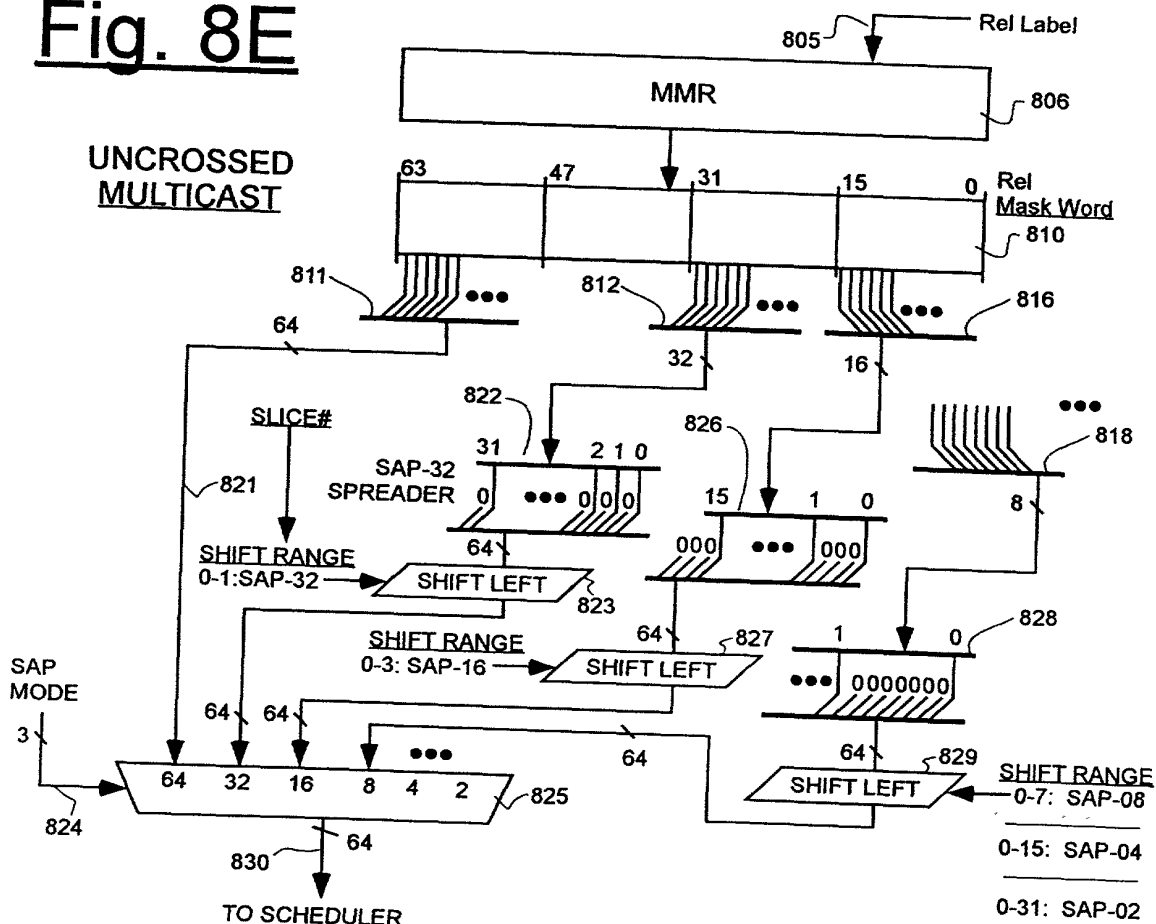 Fig. 8E
805
Rel Label
MMR
806
UNCROSSED
MULTICAST
63 47 31 15 0
Rel
Mask Word
810
811
812
816
64
32
16
SLICE#
822
826
818
8
821
31 2 1 0
SAP-32
SPREADER
0 ●●● 0 0 0
15 1 0
000 ●●● 000
64
SHIFT RANGE
0-1:SAP-32
SHIFT LEFT
823
SHIFT RANGE
0-3: SAP-16
64
SHIFT LEFT
827
828
1 0
●●● 0000000
SAP
MODE
3
64
64
64
64
829
SHIFT LEFT
SHIFT RANGE
0-7: SAP-08
0-15: SAP-04
0-31: SAP-02
64 32 16 8 4 2
825
824
830
64
TO SCHEDULER